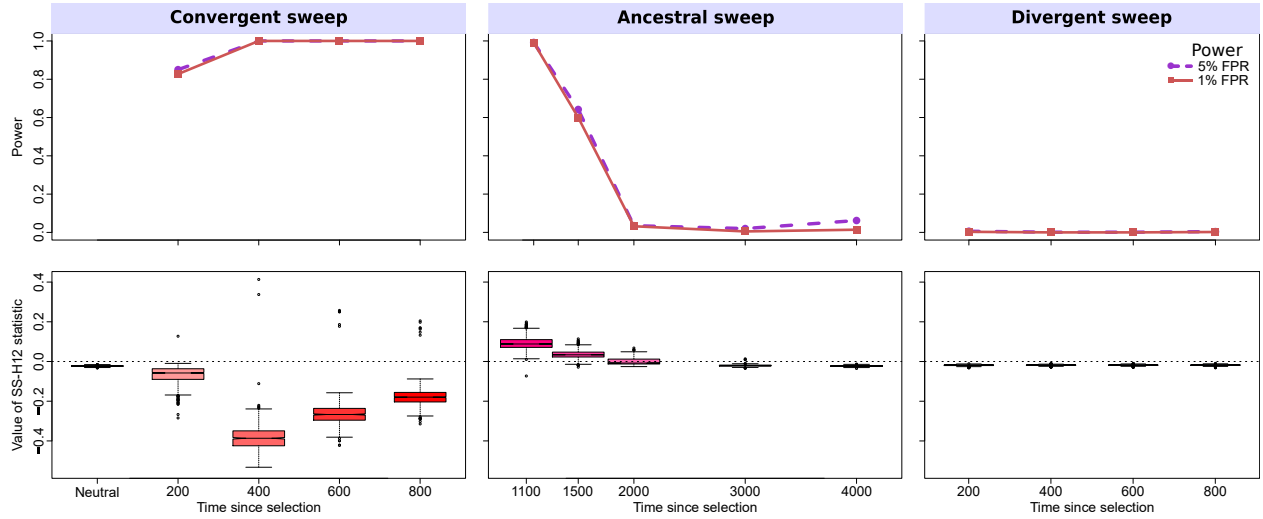 Convergent sweep
Ancestral sweep
Divergent sweep
Power
1.0
0.8
0.6
0.4
0.2
0.0
Power
5% FPR
1% FPR
Value of SS-H12 statistic
0.4
0.2
0.0
−0.2
−0.4
Neutral 200 400 600 800
Time since selection
1100 1500 2000 3000 4000
Time since selection
200 400 600 800
Time since selection